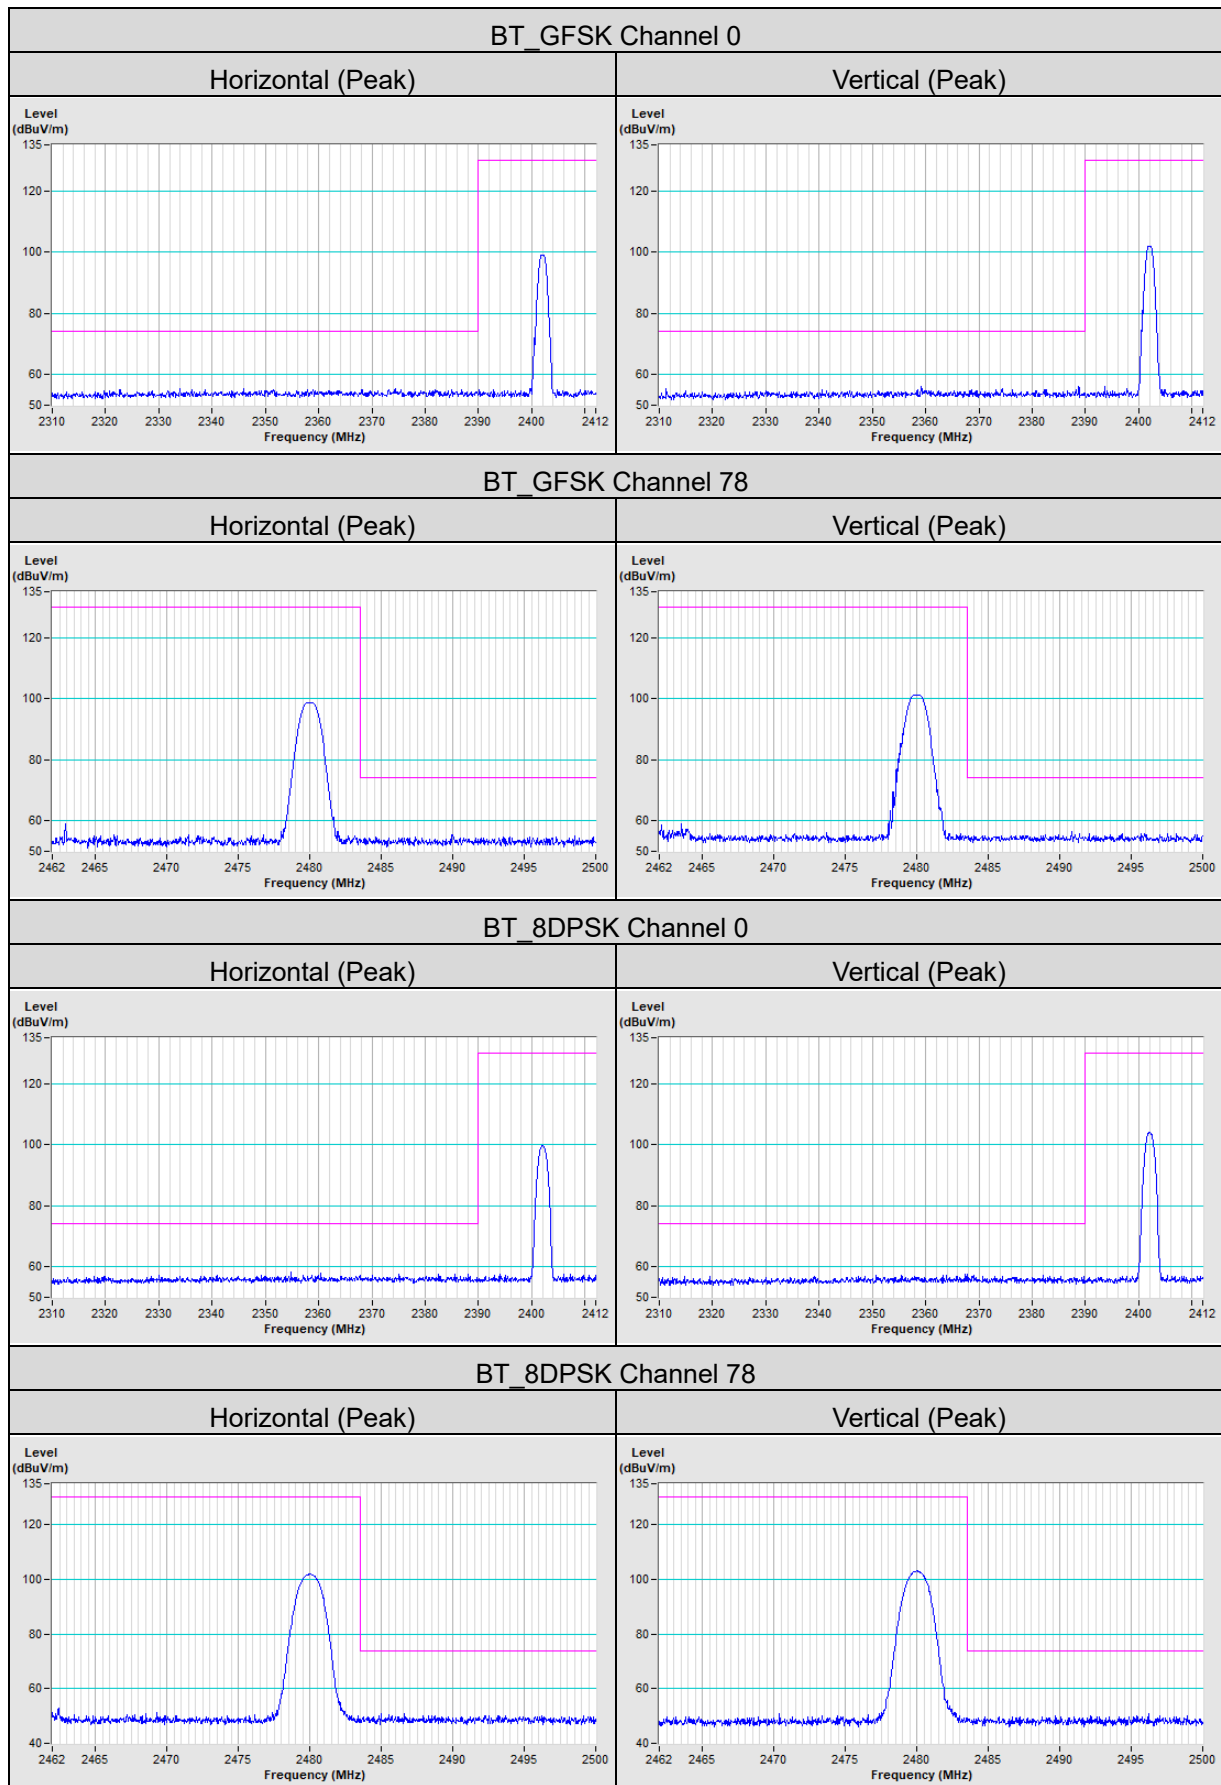 BT_GFSK Channel 0
Horizontal (Peak)
Vertical (Peak)
Level
(dBuV/m)
135
120
100
80
60
50
2310 2320 2330 2340 2350 2360 2370 2380 2390 2400 2412
Frequency (MHz)
Level
(dBuV/m)
135
120
100
80
60
50
2310 2320 2330 2340 2350 2360 2370 2380 2390 2400 2412
Frequency (MHz)
BT_GFSK Channel 78
Horizontal (Peak)
Vertical (Peak)
Level
(dBuV/m)
135
120
100
80
60
50
2462 2465 2470 2475 2480 2485 2490 2495 2500
Frequency (MHz)
Level
(dBuV/m)
135
120
100
80
60
50
2462 2465 2470 2475 2480 2485 2490 2495 2500
Frequency (MHz)
BT_8DPSK Channel 0
Horizontal (Peak)
Vertical (Peak)
Level
(dBuV/m)
135
120
100
80
60
50
2310 2320 2330 2340 2350 2360 2370 2380 2390 2400 2412
Frequency (MHz)
Level
(dBuV/m)
135
120
100
80
60
50
2310 2320 2330 2340 2350 2360 2370 2380 2390 2400 2412
Frequency (MHz)
BT_8DPSK Channel 78
Horizontal (Peak)
Vertical (Peak)
Level
(dBuV/m)
135
120
100
80
60
40
2462 2465 2470 2475 2480 2485 2490 2495 2500
Frequency (MHz)
Level
(dBuV/m)
135
120
100
80
60
40
2462 2465 2470 2475 2480 2485 2490 2495 2500
Frequency (MHz)